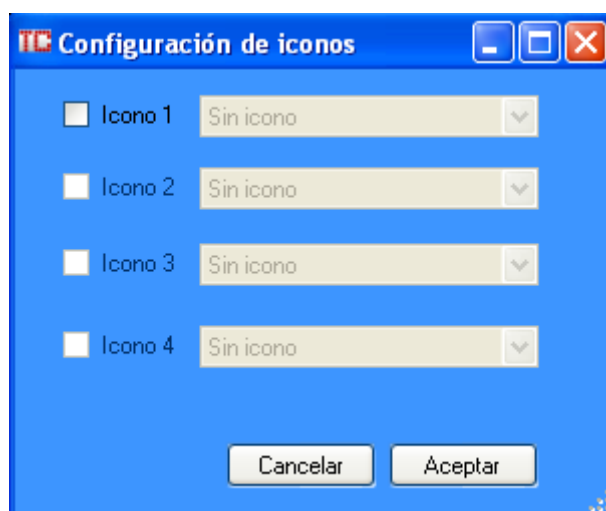 TC Configuración de iconos
Icono 1 Sin icono
Icono 2 Sin icono
Icono 3 Sin icono
Icono 4 Sin icono
Cancelar Aceptar